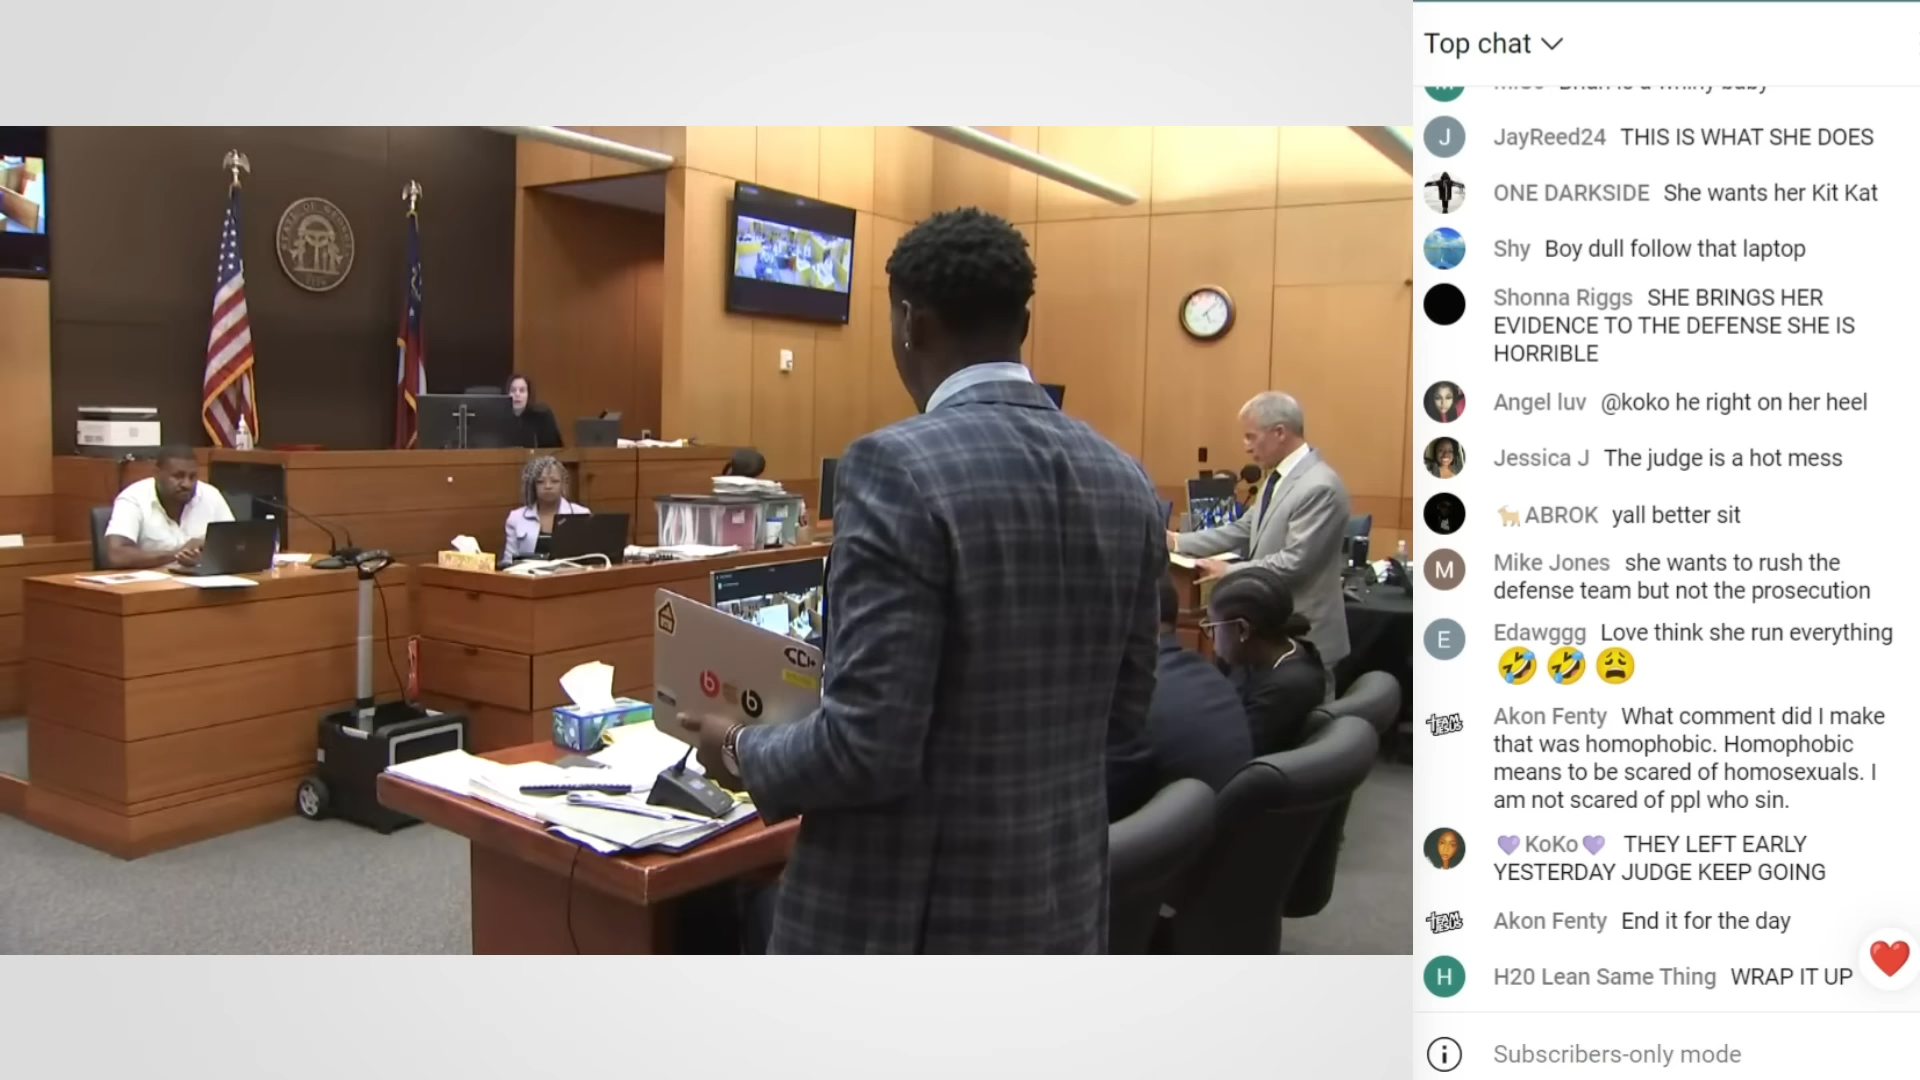 Top chat
JayReed24 THIS IS WHAT SHE DOES
ONE DARKSIDE She wants her Kit Kat
Shy Boy dull follow that laptop
Shonna Riggs SHE BRINGS HER
EVIDENCE TO THE DEFENSE SHE IS
HORRIBLE
Angel luv @koko he right on her heel
Jessica J The judge is a hot mess
🐐ABROK yall better sit
Mike Jones she wants to rush the
defense team but not the prosecution
Edawggg Love think she run everything
🤣🤣😩
Akon Fenty What comment did I make
that was homophobic. Homophobic
means to be scared of homosexuals. I
am not scared of ppl who sin.
💜KoKo💜 THEY LEFT EARLY
YESTERDAY JUDGE KEEP GOING
Akon Fenty End it for the day
H20 Lean Same Thing WRAP IT UP
Subscribers-only mode